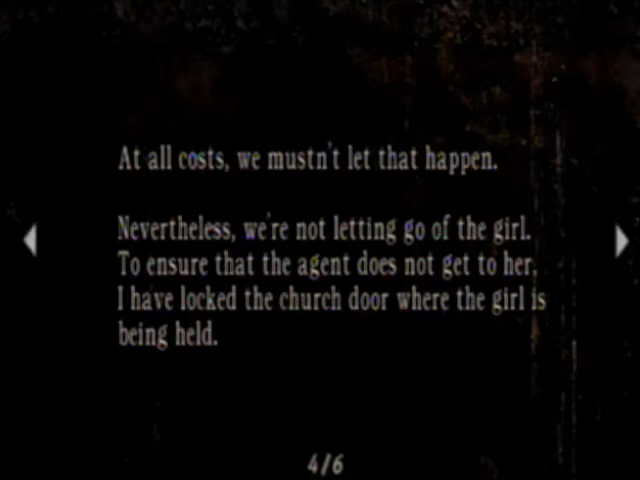 At all costs, we mustn't let that happen.
Nevertheless, we're not letting go of the girl.
To ensure that the agent does not get to her,
I have locked the church door where the girl is
being held.
4/6